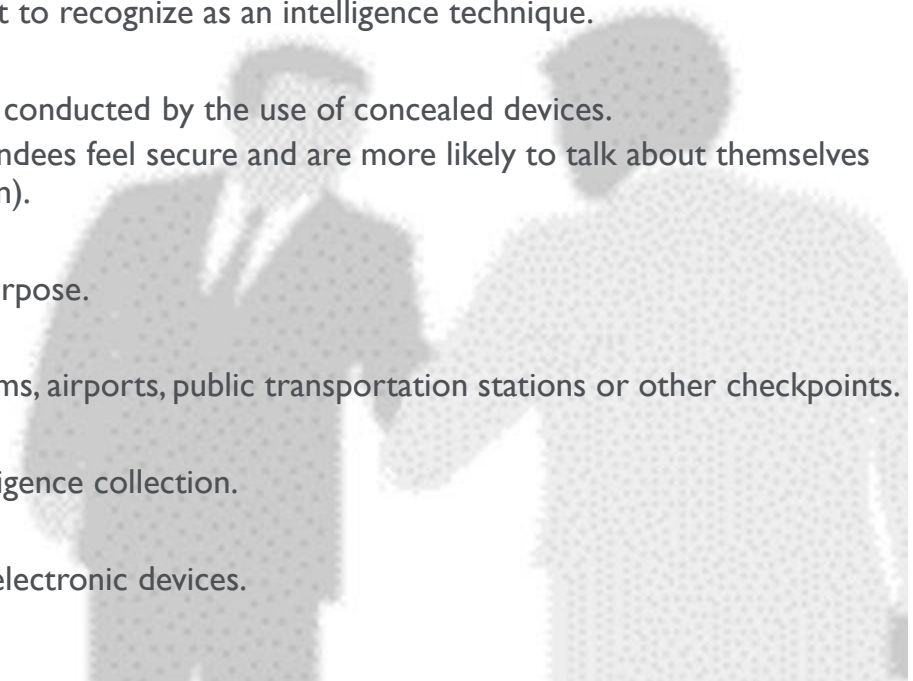 t to recognize as an intelligence technique.
conducted by the use of concealed devices.
ndees feel secure and are more likely to talk about themselves
n).
rpose.
ms, airports, public transportation stations or other checkpoints.
igence collection.
electronic devices.